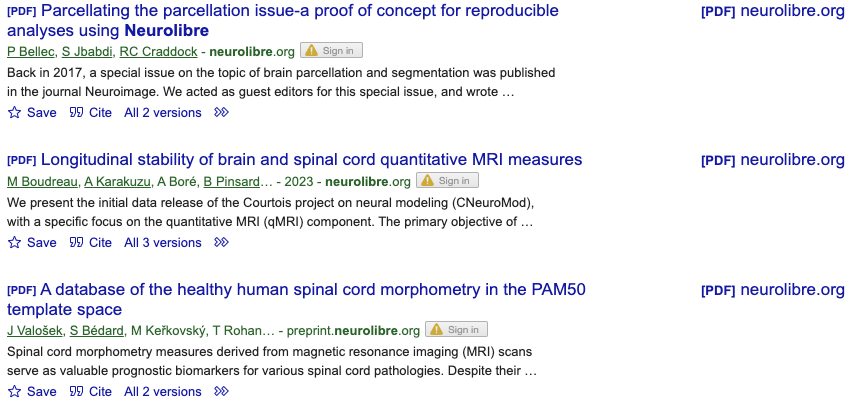 [PDF] Parcellating the parcellation issue-a proof of concept for reproducible
analyses using Neurolibre
[PDF] neurolibre.org
P Bellec, S Jbabdi, RC Craddock - neurolibre.org Sign in
Back in 2017, a special issue on the topic of brain parcellation and segmentation was published
in the journal Neuroimage. We acted as guest editors for this special issue, and wrote …
Save Cite All 2 versions
[PDF] Longitudinal stability of brain and spinal cord quantitative MRI measures
[PDF] neurolibre.org
M Boudreau, A Karakuzu, A Boré, B Pinsard… - 2023 - neurolibre.org Sign in
We present the initial data release of the Courtois project on neural modeling (CNeuroMod),
with a specific focus on the quantitative MRI (qMRI) component. The primary objective of …
Save Cite All 3 versions
[PDF] A database of the healthy human spinal cord morphometry in the PAM50
template space
[PDF] neurolibre.org
J Valošek, S Bédard, M Keřkovský, T Rohan… - preprint.neurolibre.org Sign in
Spinal cord morphometry measures derived from magnetic resonance imaging (MRI) scans
serve as valuable prognostic biomarkers for various spinal cord pathologies. Despite their …
Save Cite All 2 versions